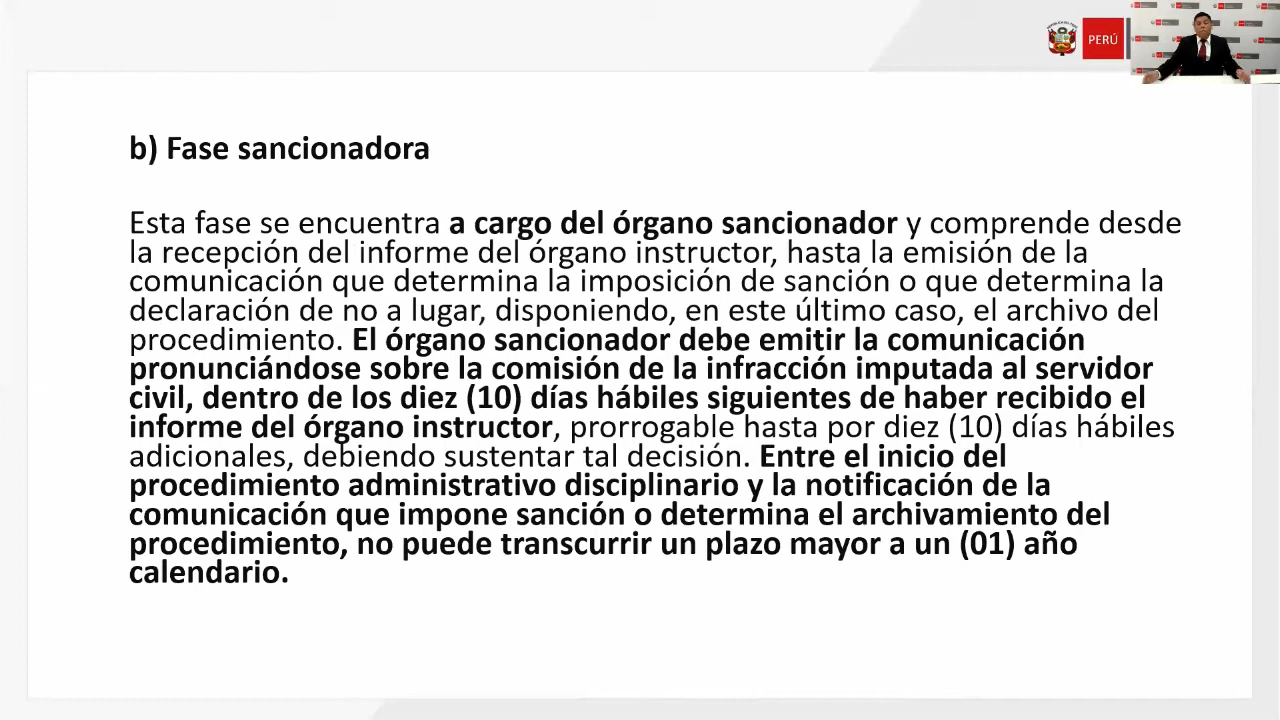 PERÚ
b) Fase sancionadora
Esta fase se encuentra a cargo del órgano sancionador y comprende desde
la recepción del informe del órgano instructor, hasta la emisión de la
comunicación que determina la imposición de sanción o que determina la
declaración de no a lugar, disponiendo, en este último caso, el archivo del
procedimiento. El órgano sancionador debe emitir la comunicación
pronunciándose sobre la comisión de la infracción imputada al servidor
civil, dentro de los diez (10) días hábiles siguientes de haber recibido el
informe del órgano instructor, prorrogable hasta por diez (10) días hábiles
adicionales, debiendo sustentar tal decisión. Entre el inicio del
procedimiento administrativo disciplinario y la notificación de la
comunicación que impone sanción o determina el archivamiento del
procedimiento, no puede transcurrir un plazo mayor a un (01) año
calendario.